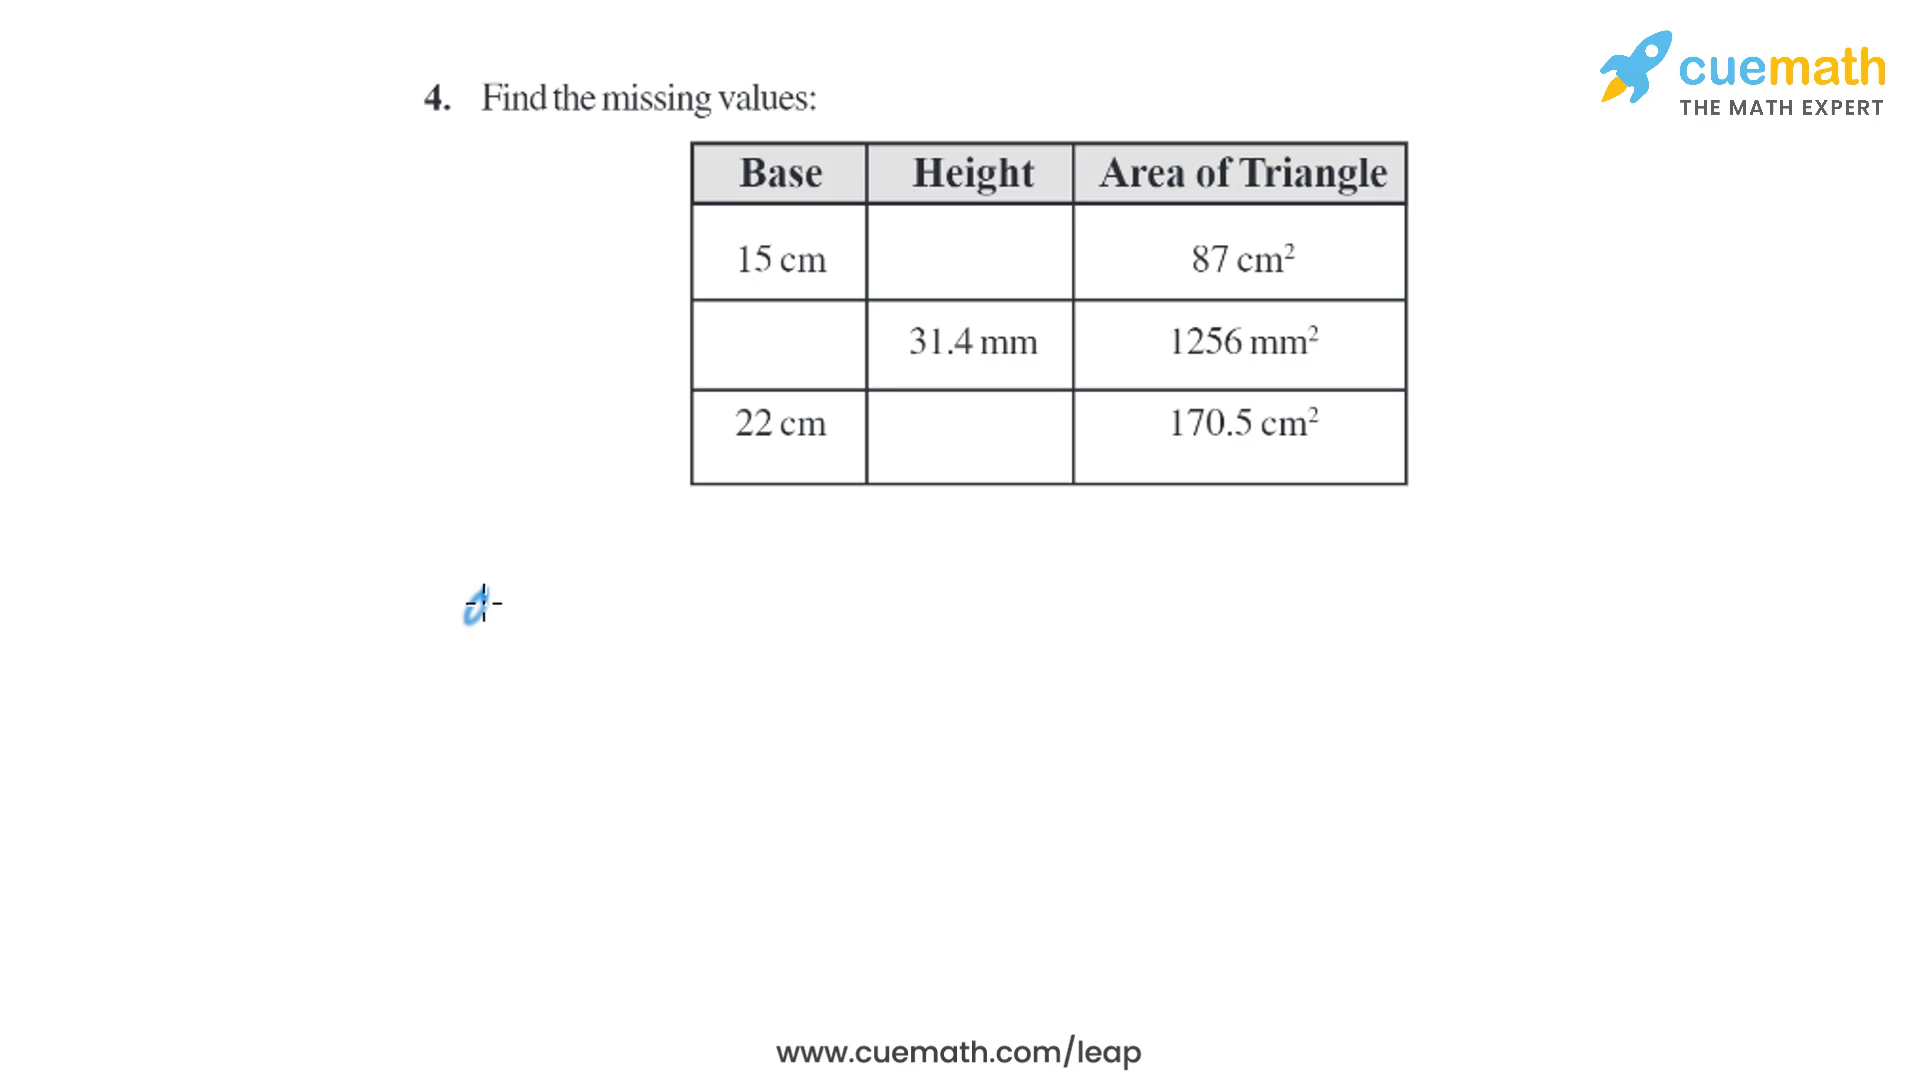 cuemath
THE MATH EXPERT
4. Find the missing values:
Base Height Area of Triangle
15 cm 87 cm²
31.4 mm 1256 mm²
22 cm 170.5 cm²
www.cuemath.com/leap